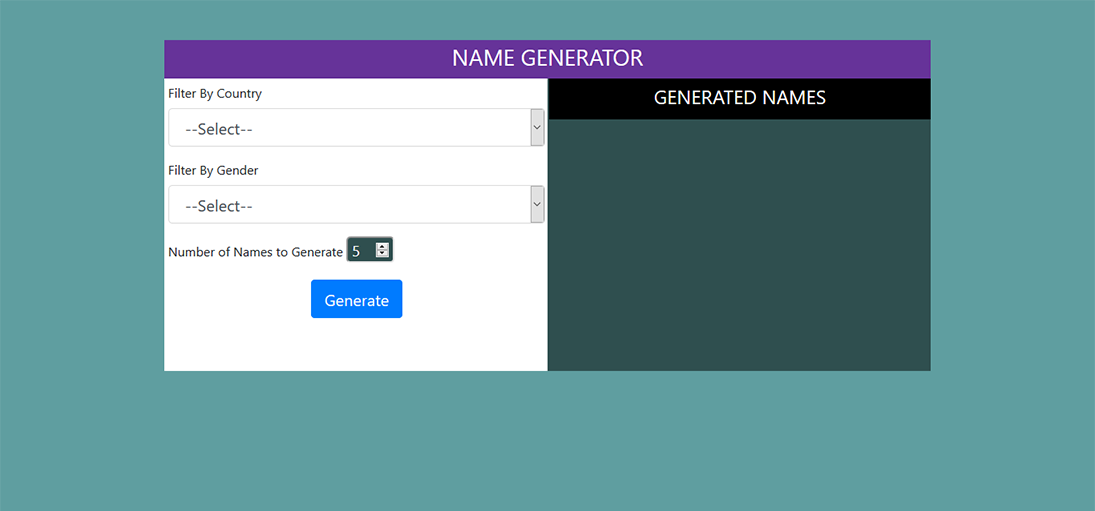 NAME GENERATOR
Filter By Country
--Select--
Filter By Gender
--Select--
Number of Names to Generate 5
Generate
GENERATED NAMES